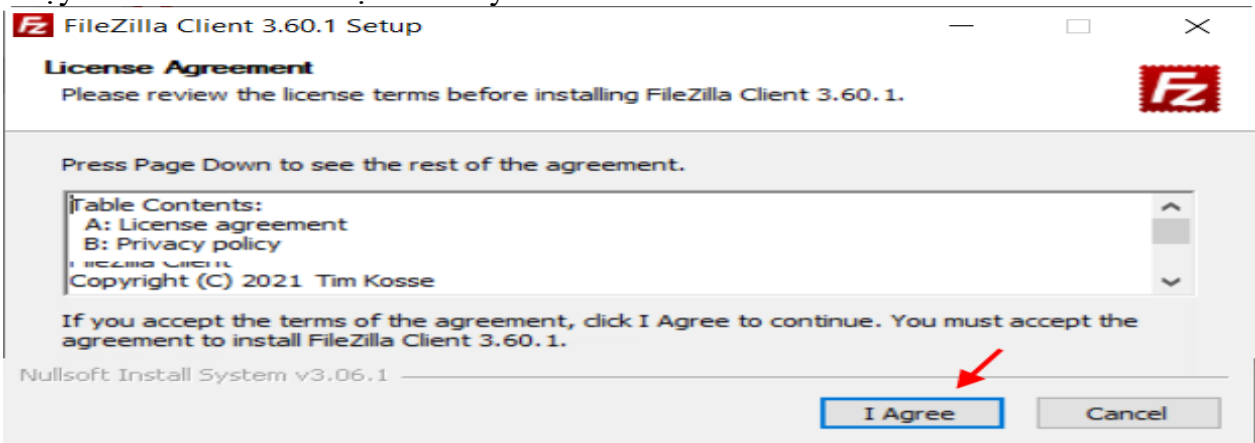 FileZilla Client 3.60.1 Setup
License Agreement
Please review the license terms before installing FileZilla Client 3.60.1.
Fz
Press Page Down to see the rest of the agreement.
Table Contents:
A: License agreement
B: Privacy policy
FileZilla Client
Copyright (C) 2021 Tim Kosse
If you accept the terms of the agreement, click I Agree to continue. You must accept the
agreement to install FileZilla Client 3.60.1.
Nullsoft Install System v3.06.1
I Agree
Cancel